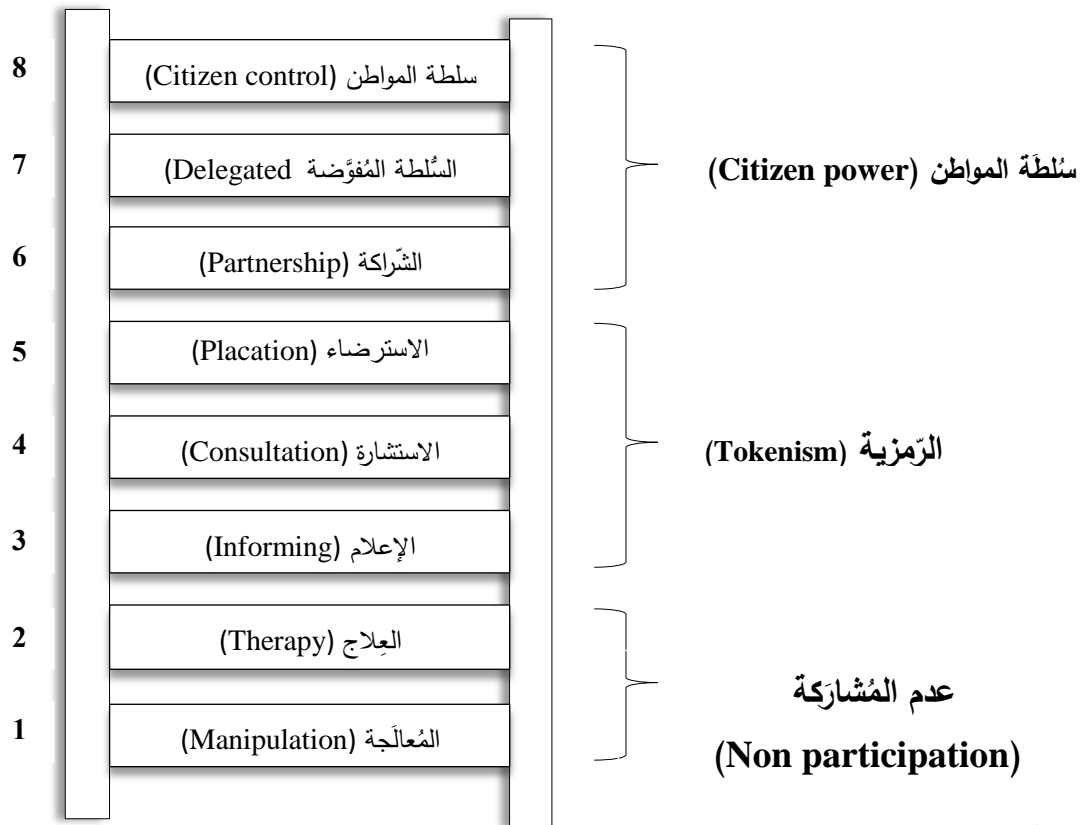 8
سلطة المواطن (Citizen control)
7
السُّلطة المُفوَّضة Delegated)
6
الشّراكة (Partnership)
سُلطَة المواطن (Citizen power)
5
الاسترضاء (Placation)
4
الاستشارة (Consultation)
3
الإعلام (Informing)
الرّمزية (Tokenism)
2
العِلاج (Therapy)
1
المُعالَجة (Manipulation)
عدم المُشارَكة
(Non participation)